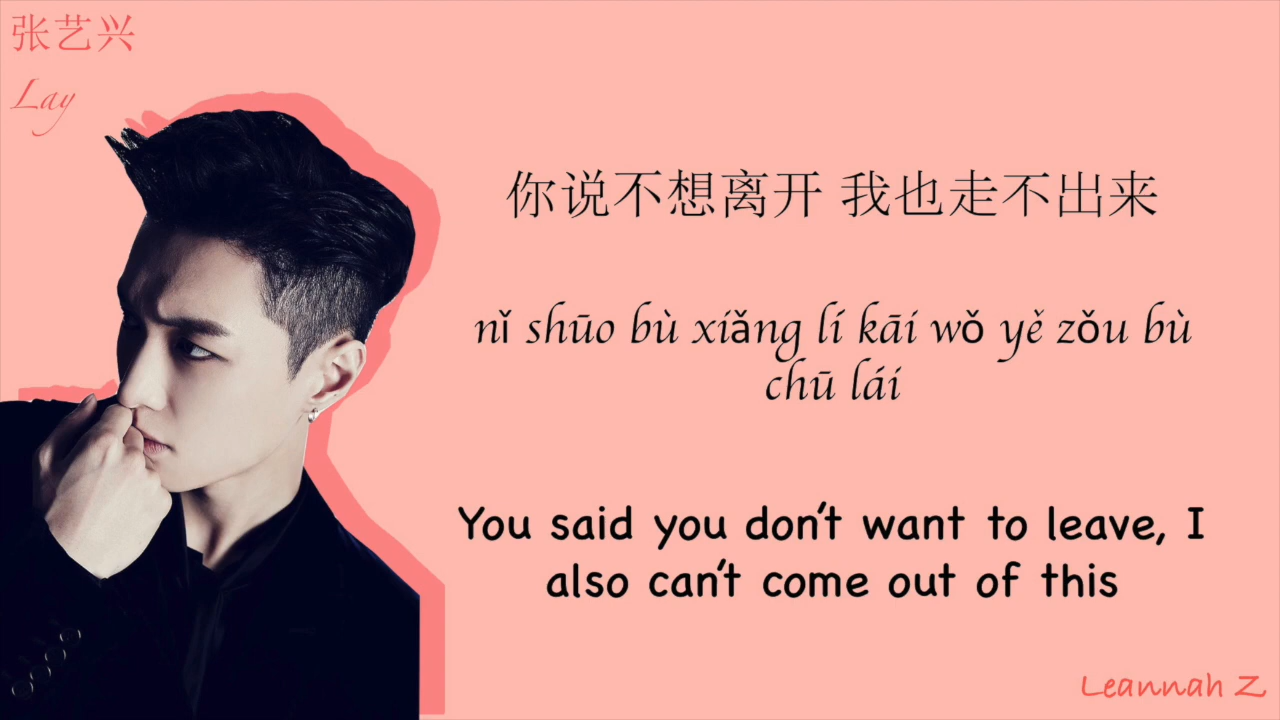 张艺兴
Lay
你说不想离开 我也走不出来
nǐ shūo bù xíǎng lí kāi wǒ yě zǒu bù
chū láí
You said you don't want to leave, I
also can't come out of this
Leannah Z